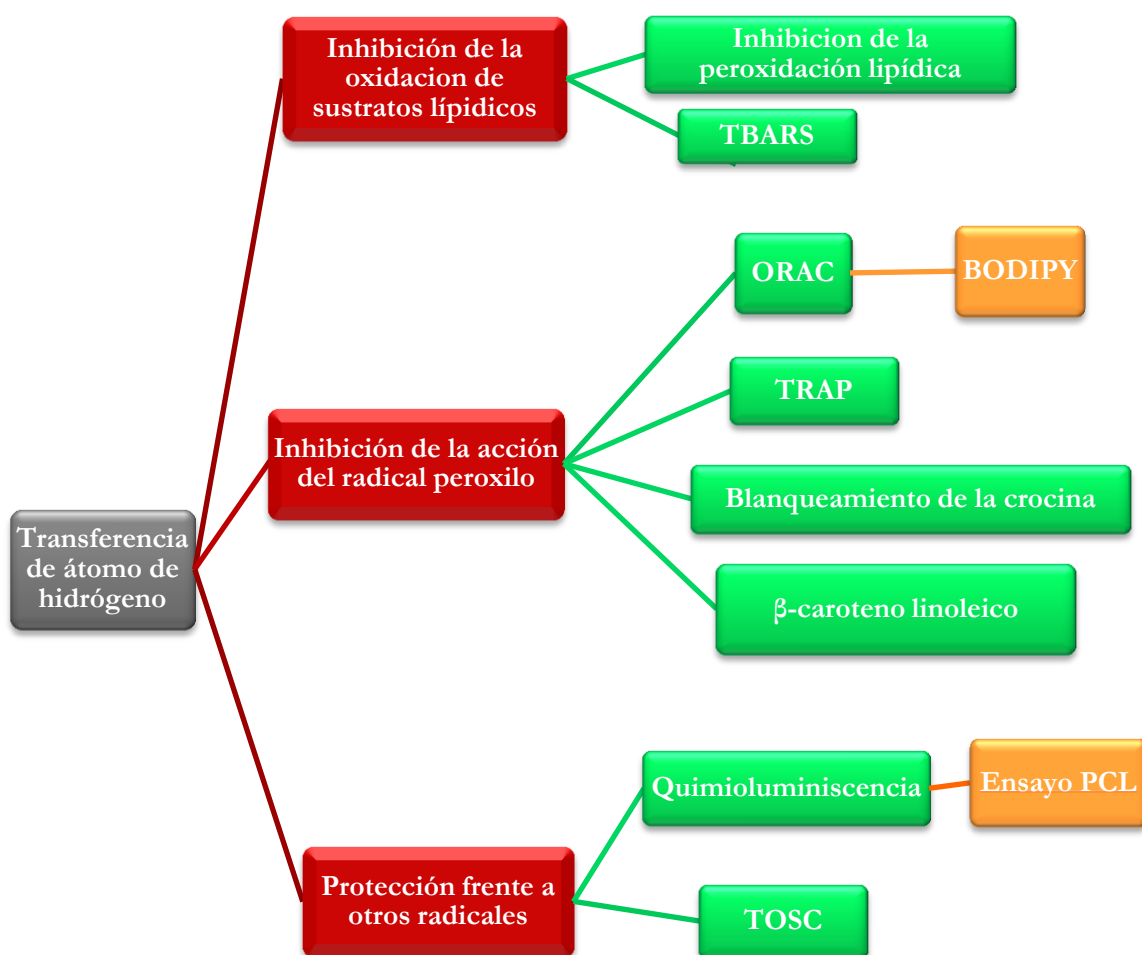 Inhibición de la
oxidacion de
sustratos lípidicos
Inhibicion de la
peroxidación lipídica
TBARS
ORAC
BODIPY
TRAP
Inhibición de la acción
del radical peroxilo
Blanqueamiento de la crocina
Transferencia
de átomo de
hidrógeno
β-caroteno linoleico
Quimioluminiscencia
Ensayo PCL
Protección frente a
otros radicales
TOSC